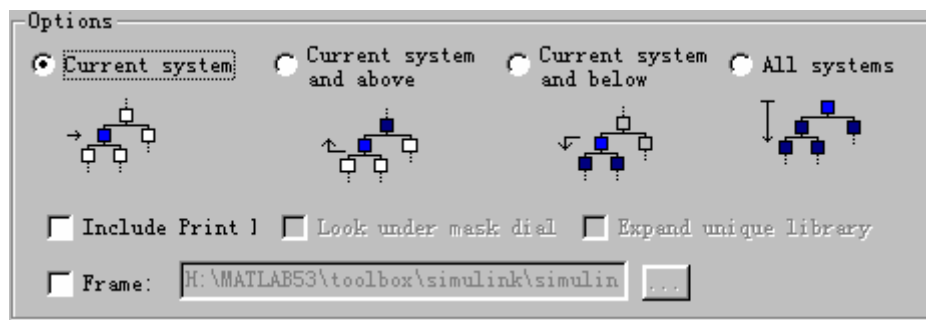 Options
Current system
Current system and above
Current system and below
All systems
Include Print l
Look under mask dial
Expand unique library
Frame:
H:\MATLAB53\toolbox\simulink\simulin
...